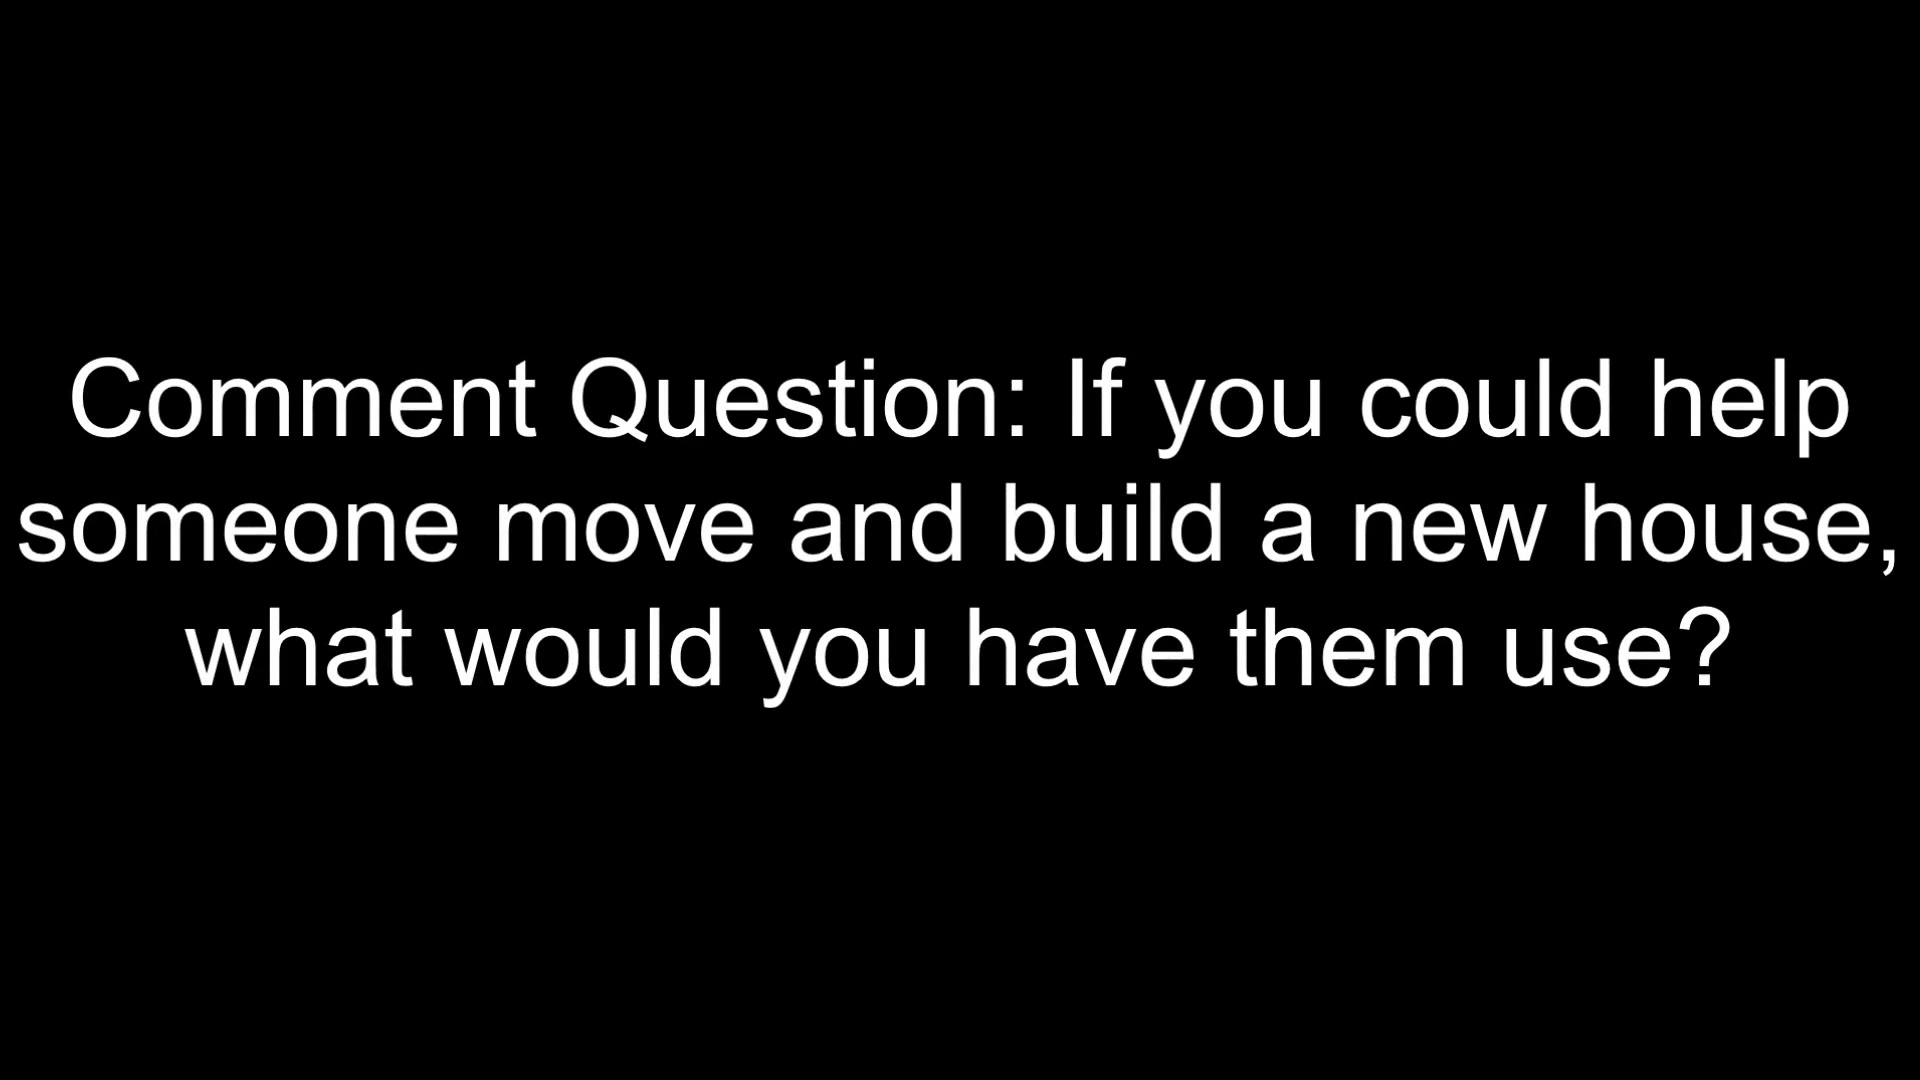 Comment Question: If you could help
someone move and build a new house,
what would you have them use?